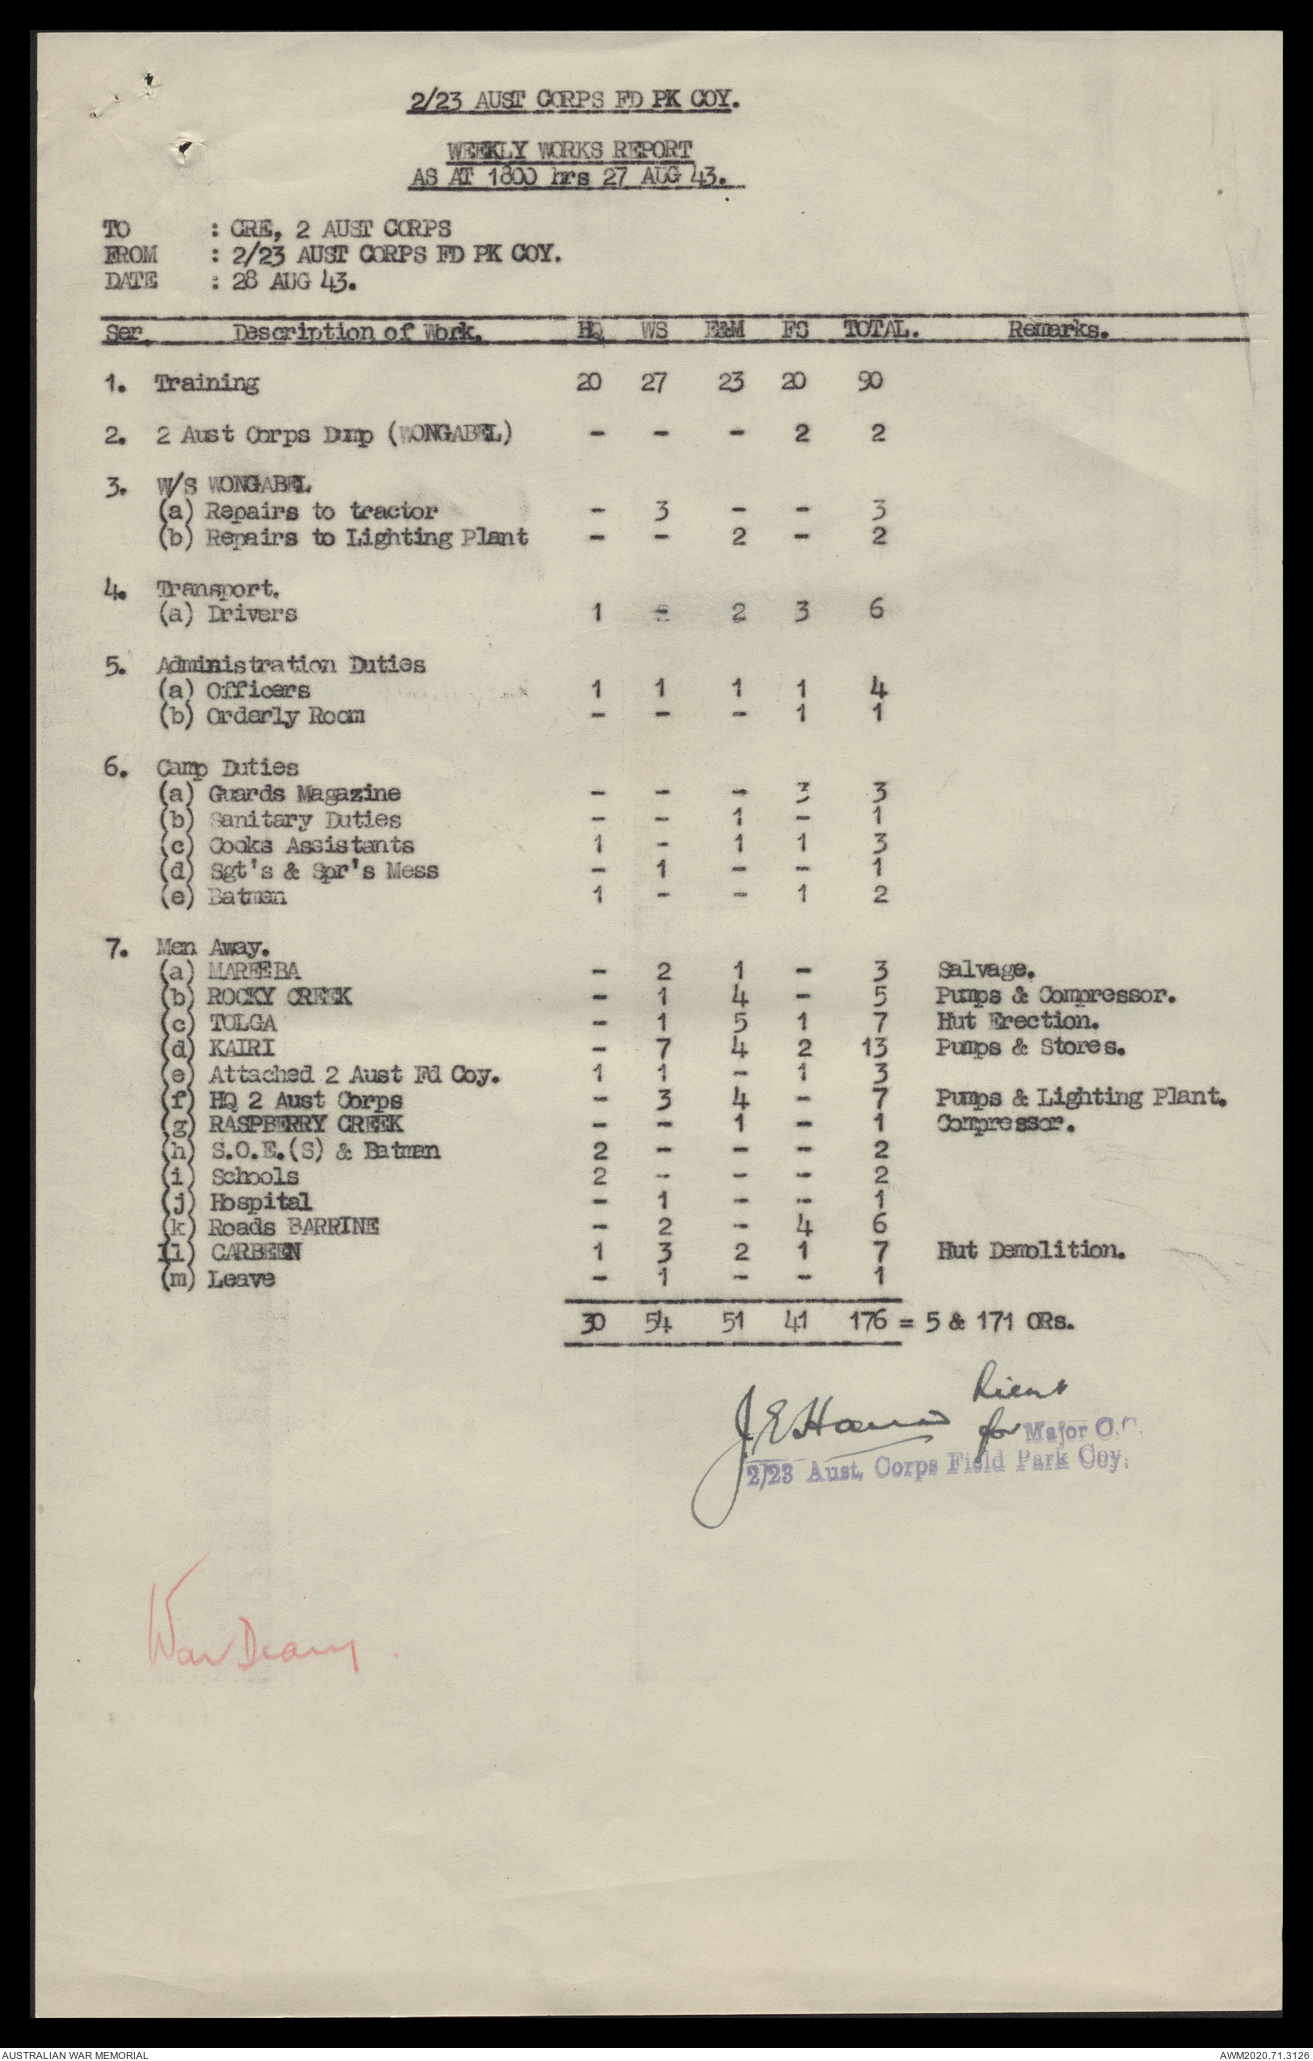 2/23 AUST CORPS FD PK COY.
WEEKLY WORKS REPORT
AS AT 1800 hrs 27 AUG 43.
TO : CRE, 2 AUST CORPS
FROM : 2/23 AUST CORPS FD PK COY.
DATE : 28 AUG 43.
Ser. Description of Work. HQ WS E&M FS TOTAL. Remarks.
1. Training 20 27 23 20 90
2. 2 Aust Corps Dump (WONGABEL) - - - 2 2
3. W/S WONGABEL
(a) Repairs to tractor - 3 - - 3
(b) Repairs to Lighting Plant - - 2 - 2
4. Transport.
(a) Drivers 1 - 2 3 6
5. Administration Duties
(a) Officers 1 1 1 1 4
(b) Orderly Room - - - 1 1
6. Camp Duties
(a) Guards Magazine - - - 3 3
(b) Sanitary Duties - - 1 - 1
(c) Cooks Assistants 1 - 1 1 3
(d) Sgt's & Spr's Mess - 1 - - 1
(e) Batman 1 - - 1 2
7. Men Away.
(a) MAREEBA - 2 1 - 3 Salvage.
(b) ROCKY CREEK - 1 4 - 5 Pumps & Compressor.
(c) TOLGA - 1 5 1 7 Hut Erection.
(d) KAIRI - 7 4 2 13 Pumps & Stores.
(e) Attached 2 Aust Fd Coy. 1 1 - 1 3
(f) HQ 2 Aust Corps - 3 4 - 7 Pumps & Lighting Plant.
(g) RASPBERRY CREEK - - 1 - 1 Compressor.
(h) S.O.E.(S) & Batman 2 - - - 2
(i) Schools 2 - - - 2
(j) Hospital - 1 - - 1
(k) Roads BARRINE - 2 - 4 6
(l) CARBEEN 1 3 2 1 7 Hut Demolition.
(m) Leave - 1 - - 1
30 54 51 41 176 = 5 & 171 ORs.
Lieut
J E Harris for Major O.C.
2/23 Aust. Corps Field Park Coy.
War Diary.
AUSTRALIAN WAR MEMORIAL AWM2020.71.3126